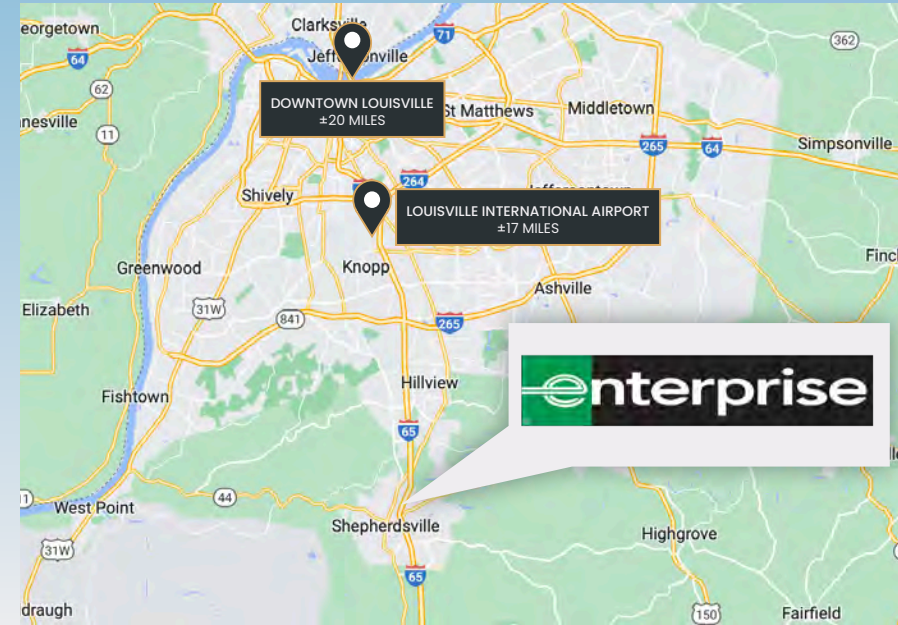 eorgetown
Clarksville
71
362
64
Jeffersonville
62
DOWNTOWN LOUISVILLE
±20 MILES
St Matthews
Middletown
nesville
11
265
64
Simpsonville
264
Shively
Jeffersontown
LOUISVILLE INTERNATIONAL AIRPORT
±17 MILES
Greenwood
Knopp
Finc
Elizabeth
31W
841
265
Ashville
enterprise
Fishtown
Hillview
65
44
West Point
Shepherdsville
Highgrove
31W
65
150
draugh
Fairfield